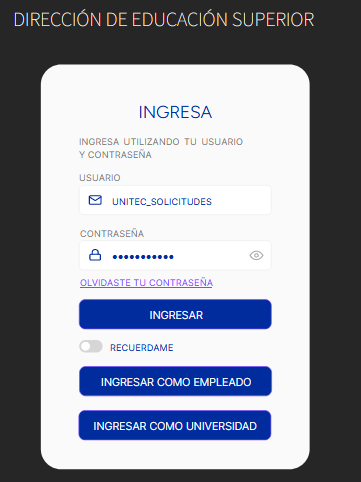 DIRECCIÓN DE EDUCACIÓN SUPERIOR
INGRESA
INGRESA UTILIZANDO TU USUARIO
Y CONTRASEÑA
USUARIO
UNITEC_SOLICITUDES
CONTRASEÑA
•••••••••••
OLVIDASTE TU CONTRASEÑA
INGRESAR
RECUERDAME
INGRESAR COMO EMPLEADO
INGRESAR COMO UNIVERSIDAD